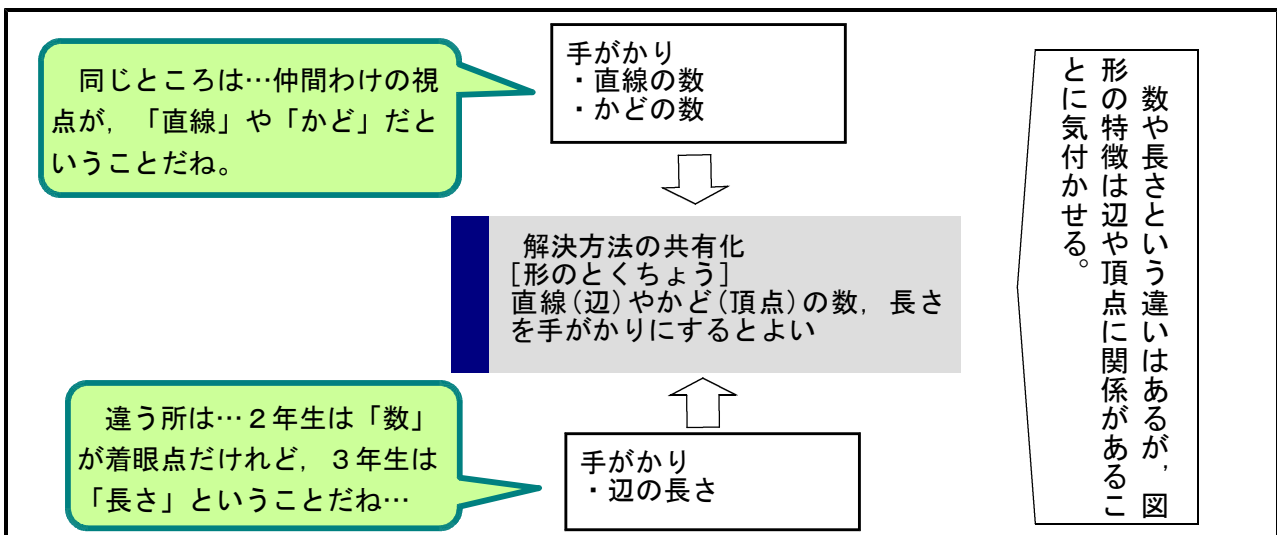 同じところは…仲間わけの視
点が，「直線」や「かど」だと
いうことだね。
手がかり
・直線の数
・かどの数
解決方法の共有化
[形のとくちょう]
直線(辺)やかど(頂点)の数，長さ
を手がかりにするとよい
違う所は…２年生は「数」
が着眼点だけれど，３年生は
「長さ」ということだね…
手がかり
・辺の長さ
数や長さという違いはあるが，図
形の特徴は辺や頂点に関係があるこ
とに気付かせる。